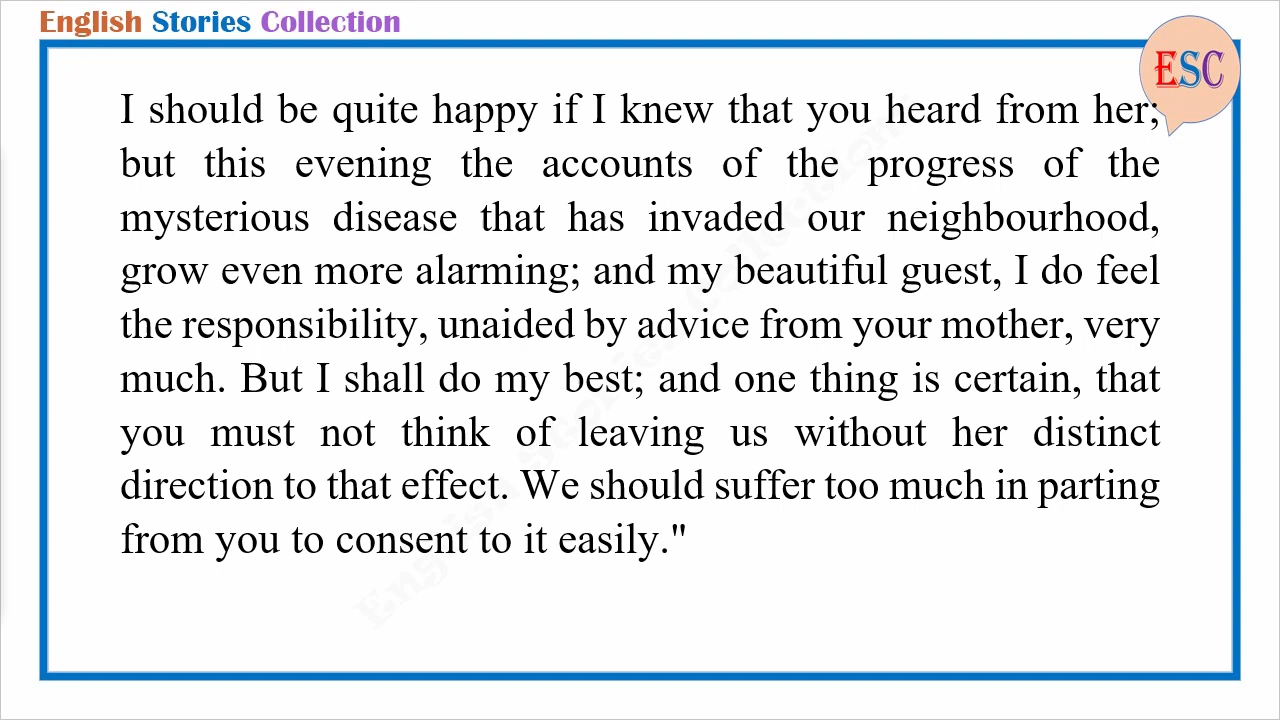 English Stories Collection
ESC
I should be quite happy if I knew that you heard from her;
but this evening the accounts of the progress of the
mysterious disease that has invaded our neighbourhood,
grow even more alarming; and my beautiful guest, I do feel
the responsibility, unaided by advice from your mother, very
much. But I shall do my best; and one thing is certain, that
you must not think of leaving us without her distinct
direction to that effect. We should suffer too much in parting
from you to consent to it easily."
English Stories Collection